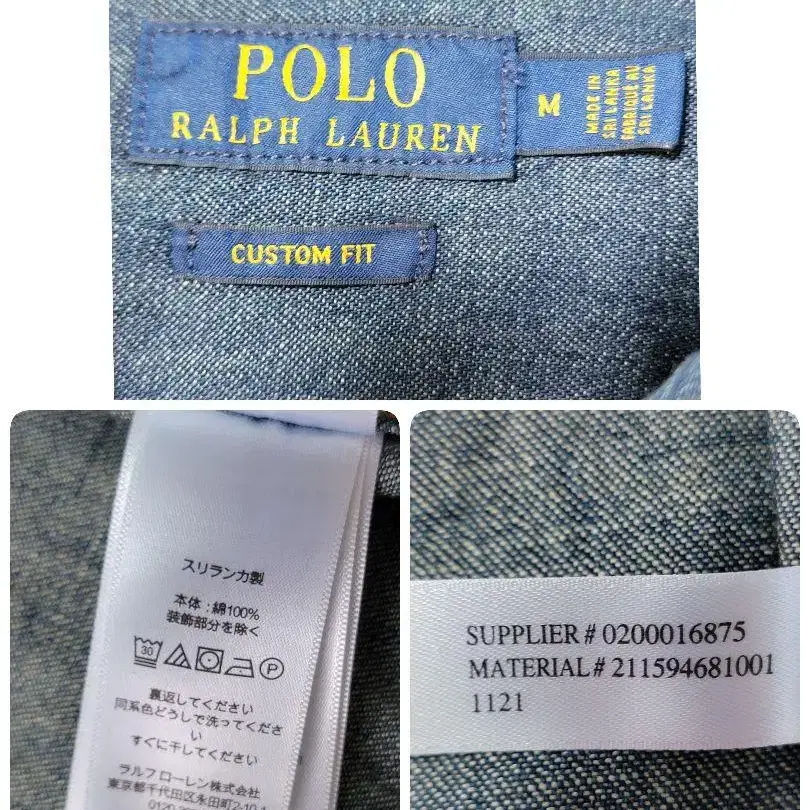 POLO
RALPH LAUREN
M
MADE IN
SRI LANKA
FABRIQUÉ AU
SRI LANKA
CUSTOM FIT
スリランカ製
本体:綿100%
装飾部分を除く
30
P
裏返してください
同系色どうしで洗ってくださ
い
すぐに干してください
ラルフ ローレン株式会社
東京都千代田区永田町2-10-
SUPPLIER# 0200016875
MATERIAL# 211594681001
1121